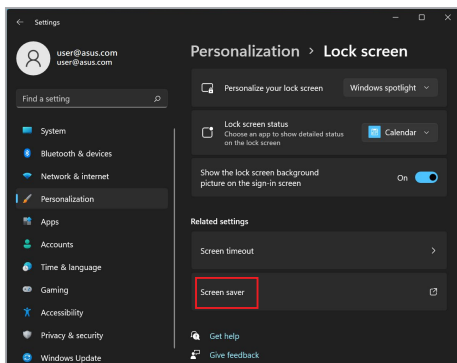 Settings
user@asus.com
user@asus.com
Find a setting
System
Bluetooth & devices
Network & internet
Personalization
Apps
Accounts
Time & language
Gaming
Accessibility
Privacy & security
Windows Update
Personalization > Lock screen
Personalize your lock screen
Windows spotlight
Lock screen status
Choose an app to show detailed status
on the lock screen
Calendar
Show the lock screen background
picture on the sign-in screen
On
Related settings
Screen timeout
Screen saver
Get help
Give feedback